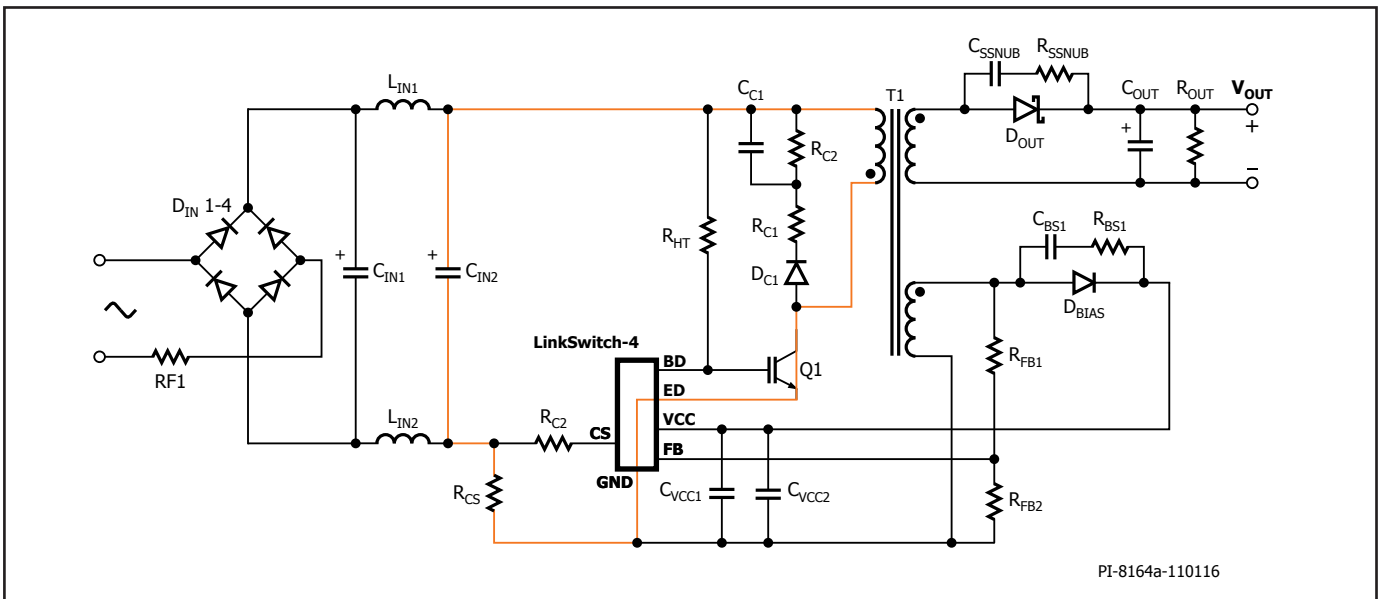 C_SSNUB R_SSNUB
L_IN1
C_C1
T1
C_OUT R_OUT V_OUT
+
+
R_C2
D_OUT
−
D_IN 1-4
R_HT
R_C1
C_BS1 R_BS1
+
C_IN1
+
C_IN2
D_C1
D_BIAS
LinkSwitch-4
BD
Q1
R_FB1
RF1
ED
L_IN2
R_C2
CS
VCC
FB
GND
R_CS
C_VCC1
C_VCC2
R_FB2
PI-8164a-110116